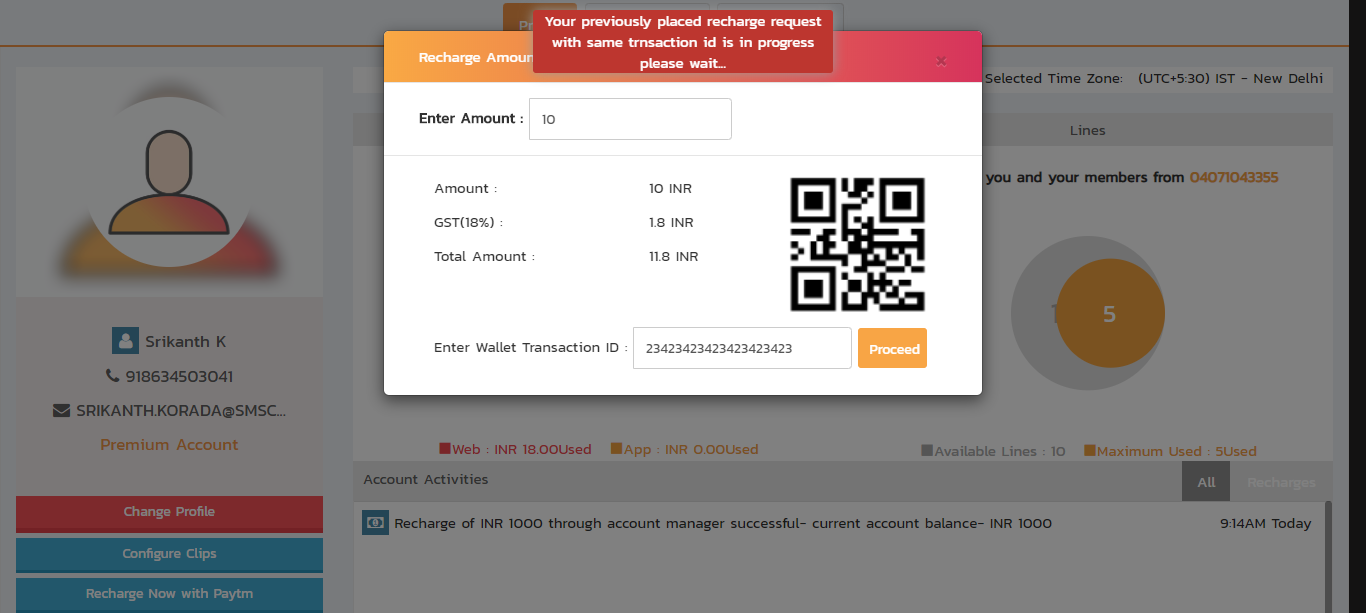 Your previously placed recharge request
with same trnsaction id is in progress
please wait...
Recharge Amoun
×
Selected Time Zone: (UTC+5:30) IST - New Delhi
Enter Amount : 10
Lines
Amount : 10 INR
GST(18%) : 1.8 INR
Total Amount : 11.8 INR
you and your members from 04071043355
5
Enter Wallet Transaction ID : 23423423423423423423 Proceed
Srikanth K
918634503041
SRIKANTH.KORADA@SMSC...
Premium Account
Web : INR 18.00Used App : INR 0.00Used
Available Lines : 10 Maximum Used : 5Used
Account Activities
All Recharges
Recharge of INR 1000 through account manager successful- current account balance- INR 1000 9:14AM Today
Change Profile
Configure Clips
Recharge Now with Paytm